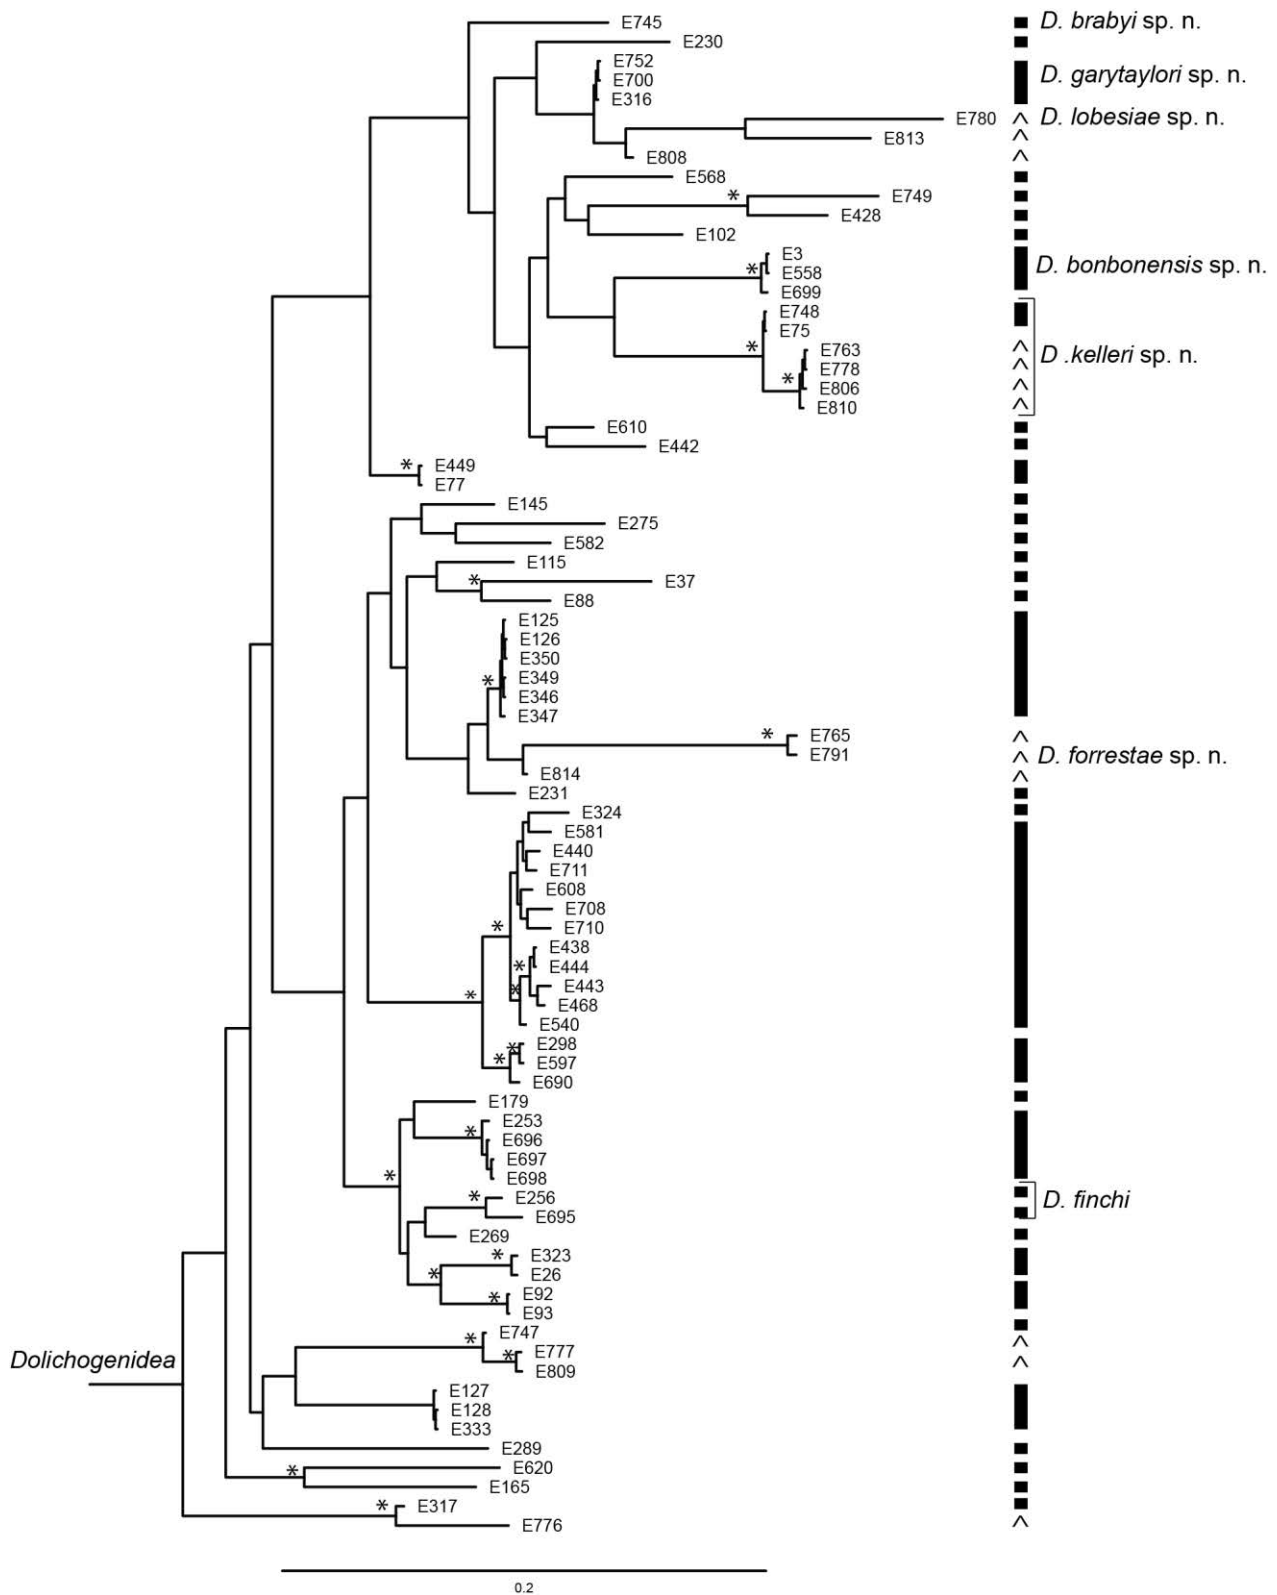 E745
D. brabyi sp. n.
E230
E752
D. garytaylori sp. n.
E700
E316
E780
D. lobesiae sp. n.
E813
E808
E568
*
E749
E428
E102
E3
D. bonbonensis sp. n.
*
E558
E699
E748
E75
*
E763
D .kelleri sp. n.
E778
*
E806
E810
E610
E442
*
E449
E77
E145
E275
E582
E115
*
E37
E88
E125
E126
E350
*
E349
E346
E347
*
E765
E791
D. forrestae sp. n.
E814
E231
E324
E581
E440
E711
E608
E708
*
E710
E438
*
E444
*
*
E443
E468
E540
*
E298
*
E597
E690
E179
E253
*
E696
E697
*
E698
*
E256
D. finchi
E695
E269
*
E323
*
E26
*
E92
E93
*
E747
*
E777
Dolichogenidea
E809
E127
E128
E333
E289
*
E620
E165
*
E317
E776
0.2